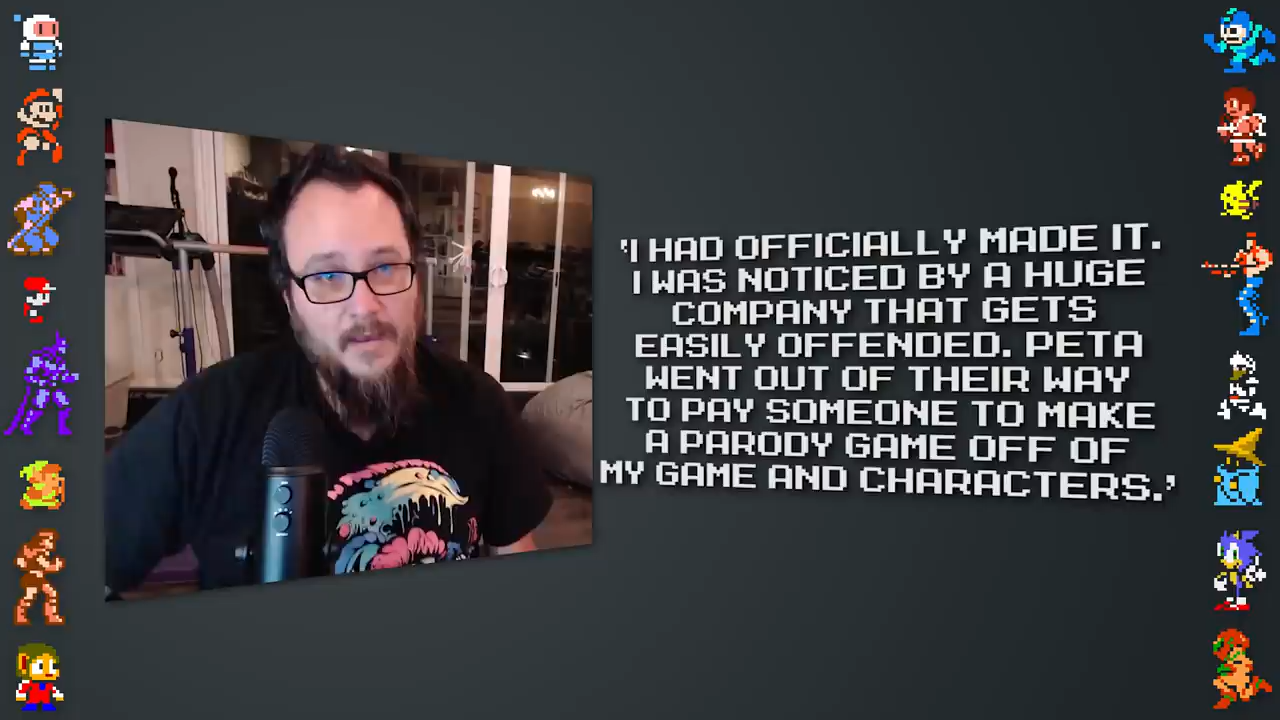 'I HAD OFFICIALLY MADE IT.
I WAS NOTICED BY A HUGE
COMPANY THAT GETS
EASILY OFFENDED. PETA
WENT OUT OF THEIR WAY
TO PAY SOMEONE TO MAKE
A PARODY GAME OFF OF
MY GAME AND CHARACTERS.'